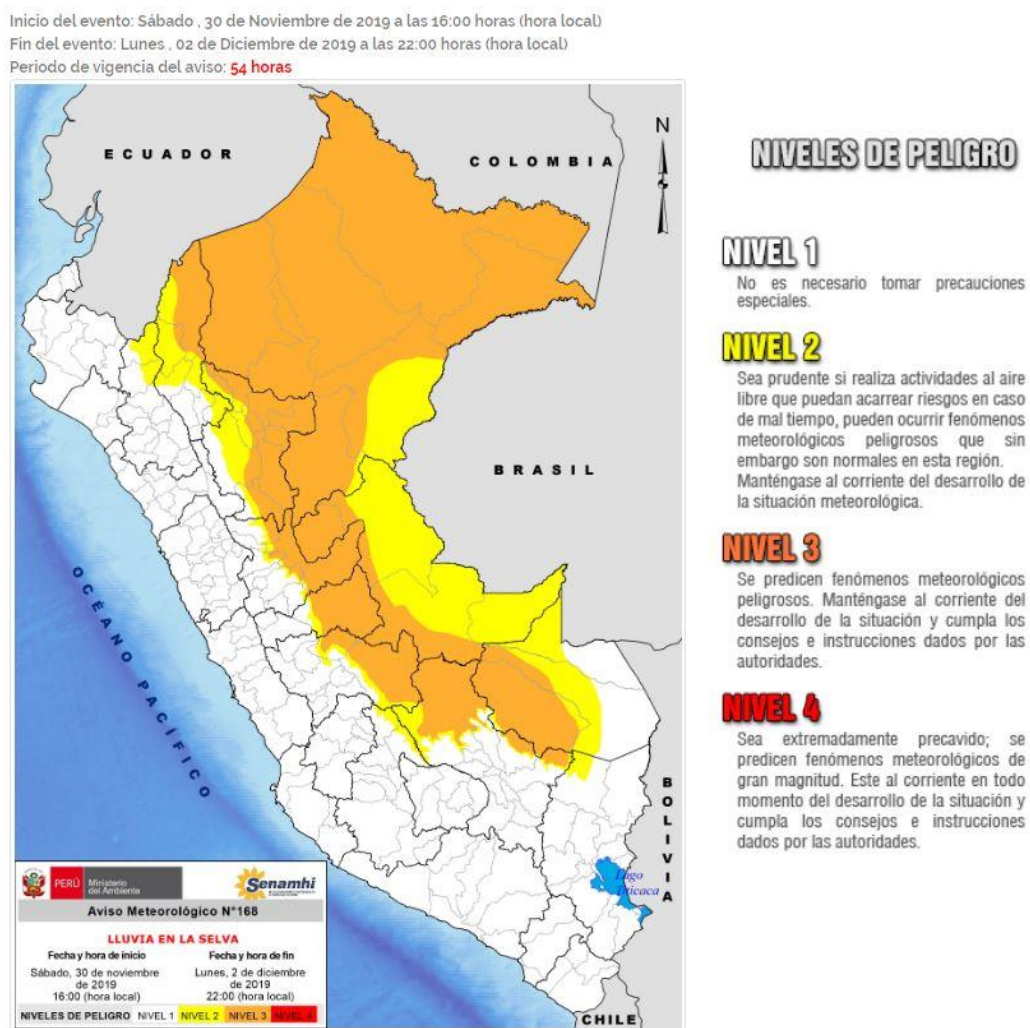 Inicio del evento: Sábado , 30 de Noviembre de 2019 a las 16:00 horas (hora local)
Fin del evento: Lunes , 02 de Diciembre de 2019 a las 22:00 horas (hora local)
Periodo de vigencia del aviso: 54 horas
ECUADOR
COLOMBIA
N
BRASIL
OCÉANO PACÍFICO
BOLIVIA
Lago
Titicaca
CHILE
PERÚ
Ministerio
del Ambiente
Senamhi
Aviso Meteorológico N°168
LLUVIA EN LA SELVA
Fecha y hora de inicio
Sábado, 30 de noviembre
de 2019
16:00 (hora local)
Fecha y hora de fin
Lunes, 2 de diciembre
de 2019
22:00 (hora local)
NIVELES DE PELIGRO NIVEL 1 NIVEL 2 NIVEL 3 NIVEL 4
NIVELES DE PELIGRO
NIVEL 1
No es necesario tomar precauciones
especiales.
NIVEL 2
Sea prudente si realiza actividades al aire
libre que puedan acarrear riesgos en caso
de mal tiempo, pueden ocurrir fenómenos
meteorológicos peligrosos que sin
embargo son normales en esta región.
Manténgase al corriente del desarrollo de
la situación meteorológica.
NIVEL 3
Se predicen fenómenos meteorológicos
peligrosos. Manténgase al corriente del
desarrollo de la situación y cumpla los
consejos e instrucciones dados por las
autoridades.
NIVEL 4
Sea extremadamente precavido; se
predicen fenómenos meteorológicos de
gran magnitud. Este al corriente en todo
momento del desarrollo de la situación y
cumpla los consejos e instrucciones
dados por las autoridades.